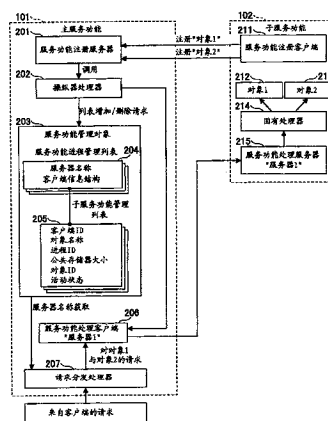 101
主服务功能
201
服务功能注册服务器
调用
202
操纵器处理器
列表增加/删除请求
203
服务功能管理对象
服务功能进程管理列表
204
服务器名称
客户端信息结构
子服务功能管理
列表
205
客户端ID
对象名称
进程ID
公共存储器大小
对象ID
活动状态
服务器名称获取
206
服务功能处理客户端
"服务器1"
对对象1
与对象2的请求
207
请求分发处理器
来自客户端的请求
注册"对象1"
注册"对象2"
102
子服务功能
211
服务功能注册客户端
212
对象1
21
对象2
214
固有处理器
215
服务功能处理服务器
"服务器1"